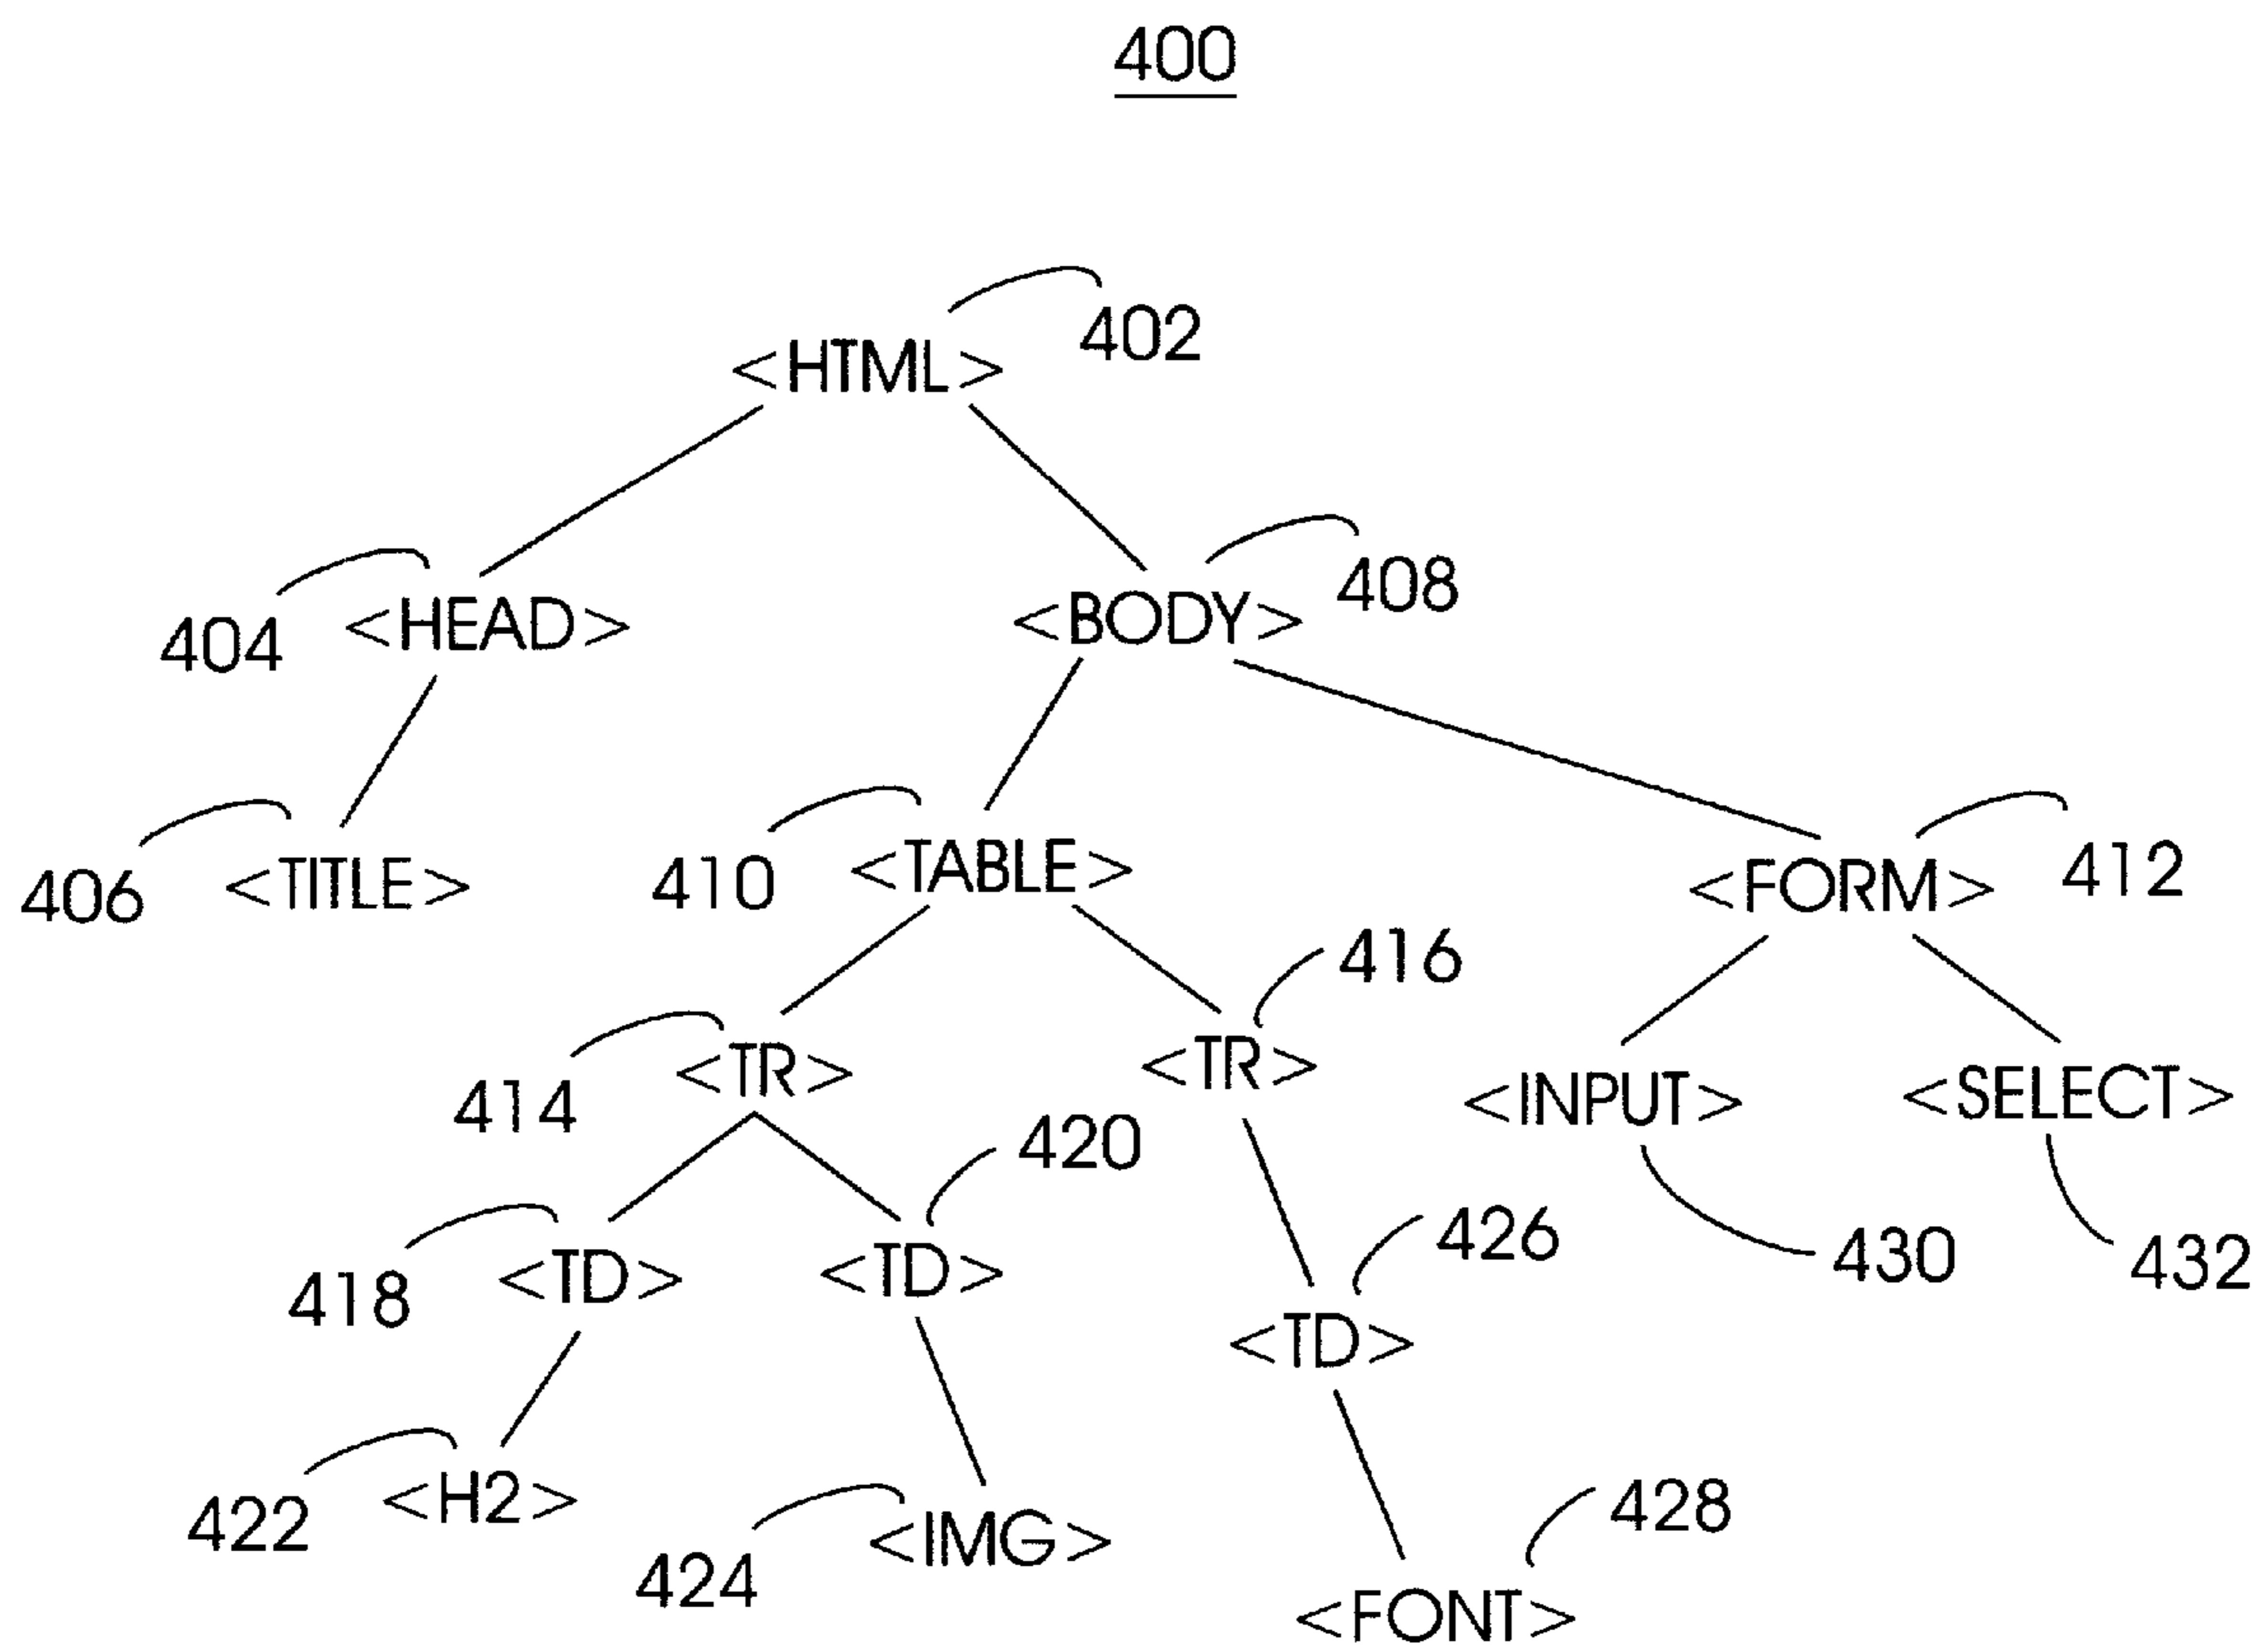 400
402
<HTML>
408
<HEAD>
<BODY>
404
410
<TABLE>
412
406
<TITLE>
<FORM>
416
414
<TR>
<TR>
<INPUT>
<SELECT>
420
426
430
432
418
<TD>
<TD>
<TD>
422
<H2>
428
424
<IMG>
<FONT>